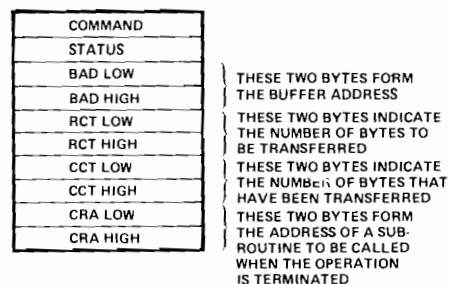 COMMAND
STATUS
BAD LOW
BAD HIGH
RCT LOW
RCT HIGH
CCT LOW
CCT HIGH
CRA LOW
CRA HIGH
THESE TWO BYTES FORM
THE BUFFER ADDRESS
THESE TWO BYTES INDICATE
THE NUMBER OF BYTES TO
BE TRANSFERRED
THESE TWO BYTES INDICATE
THE NUMBER OF BYTES THAT
HAVE BEEN TRANSFERRED
THESE TWO BYTES FORM
THE ADDRESS OF A SUB-
ROUTINE TO BE CALLED
WHEN THE OPERATION
IS TERMINATED